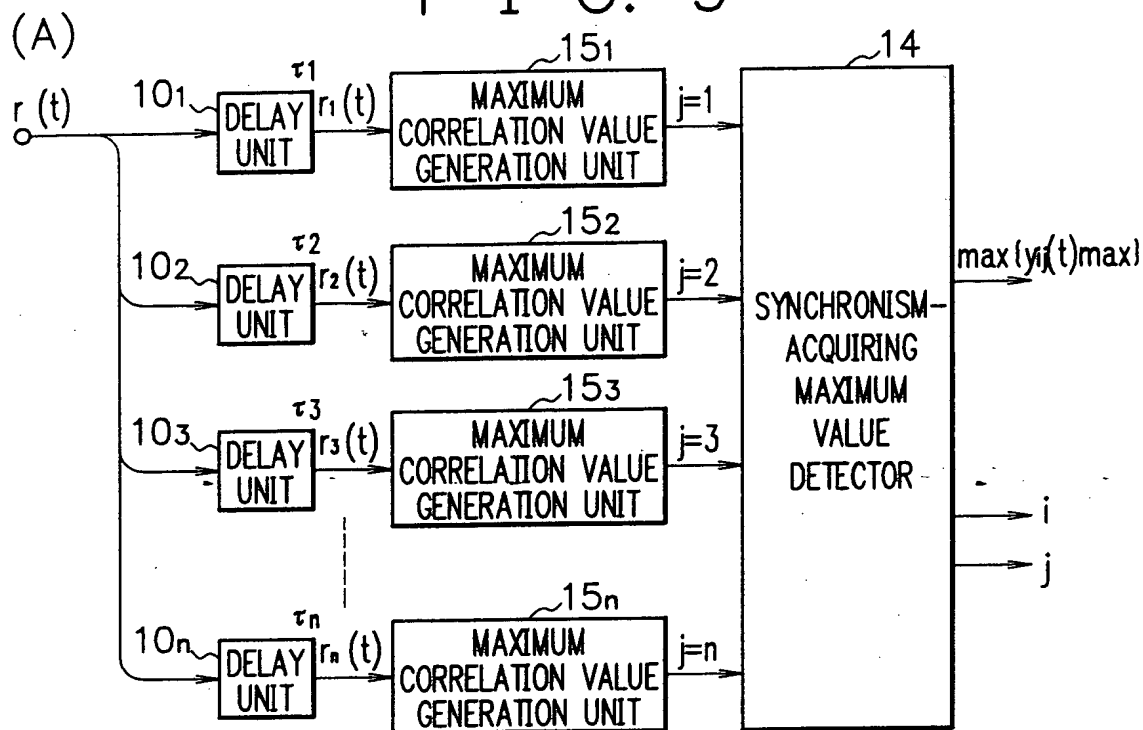 (A)
r (t)
10₁
τ1
DELAY
UNIT
r₁(t)
15₁
MAXIMUM
CORRELATION VALUE
GENERATION UNIT
j=1
10₂
τ2
DELAY
UNIT
r₂(t)
15₂
MAXIMUM
CORRELATION VALUE
GENERATION UNIT
j=2
10₃
τ3
DELAY
UNIT
r₃(t)
15₃
MAXIMUM
CORRELATION VALUE
GENERATION UNIT
j=3
10n
τn
DELAY
UNIT
rn(t)
15n
MAXIMUM
CORRELATION VALUE
GENERATION UNIT
j=n
14
SYNCHRONISM-
ACQUIRING
MAXIMUM
VALUE
DETECTOR
max{yij(t)max}
i
j